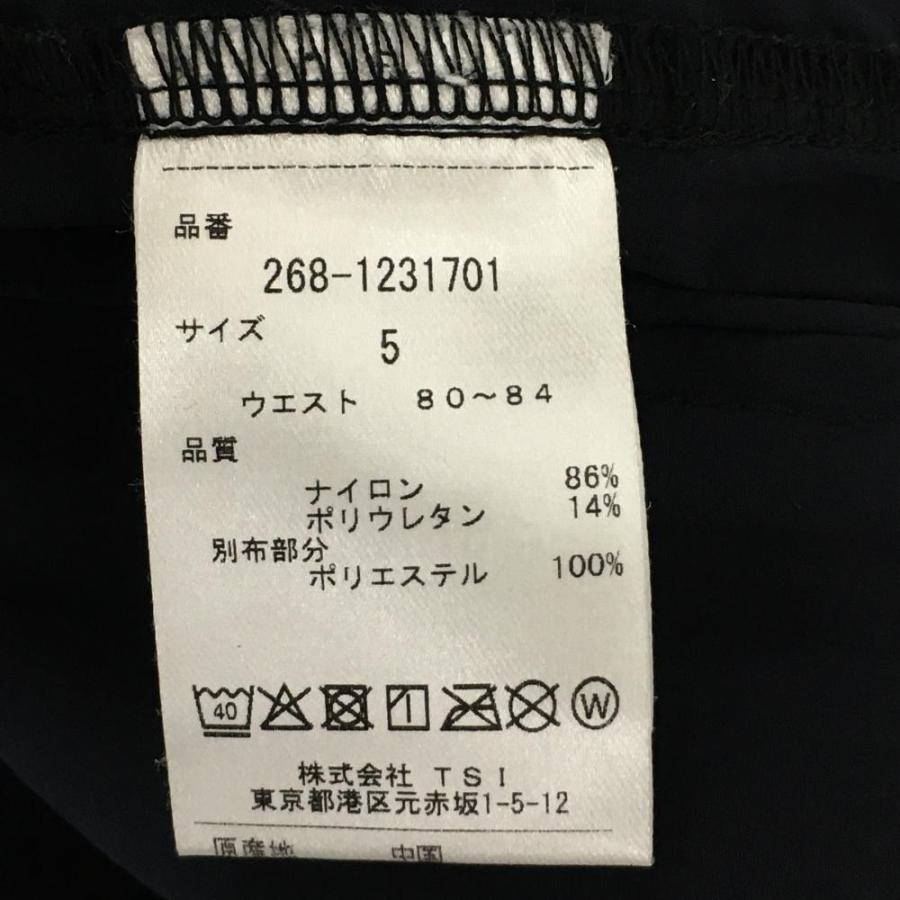 品番
268-1231701
サイズ
5
ウエスト 80〜84
品質
ナイロン 86%
ポリウレタン 14%
別布部分
ポリエステル 100%
40 W
株式会社 TSI
東京都港区元赤坂1-5-12
原産地 中国